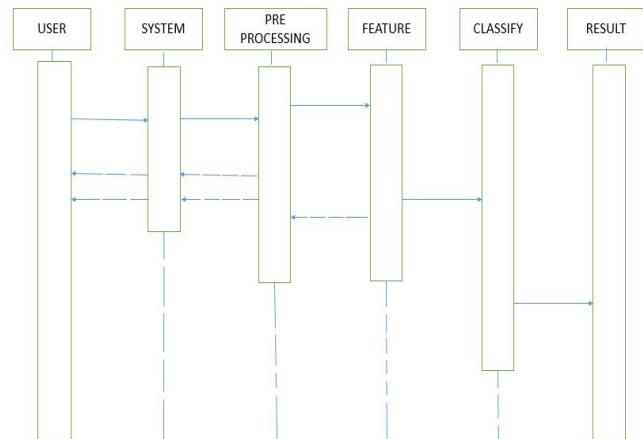 USER
SYSTEM
PRE
PROCESSING
FEATURE
CLASSIFY
RESULT